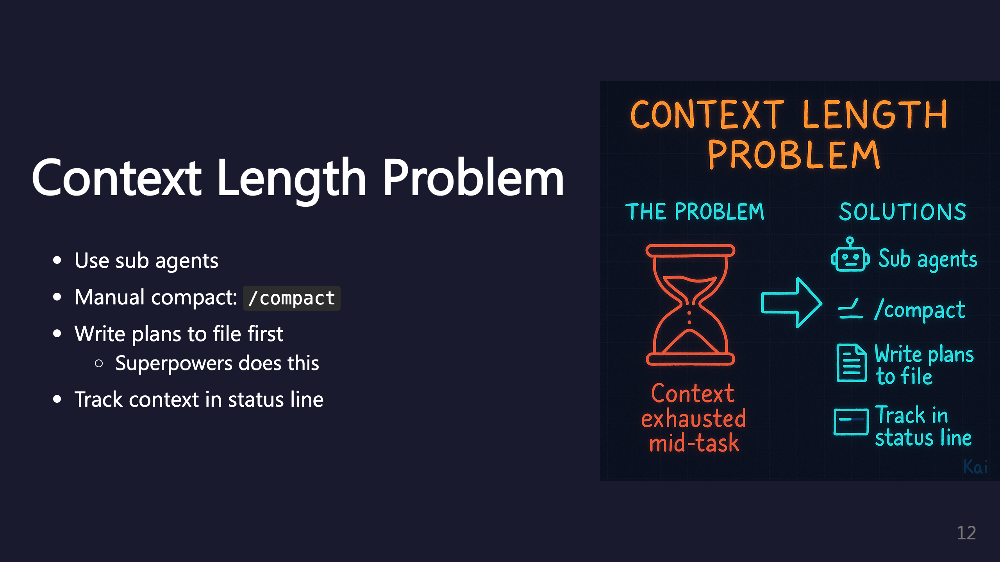 Context Length Problem
Use sub agents
Manual compact: /compact
Write plans to file first
Superpowers does this
Track context in status line
CONTEXT LENGTH
PROBLEM
THE PROBLEM
Context
exhausted
mid-task
SOLUTIONS
Sub agents
/compact
Write plans
to file
Track in
status line
Kai
12